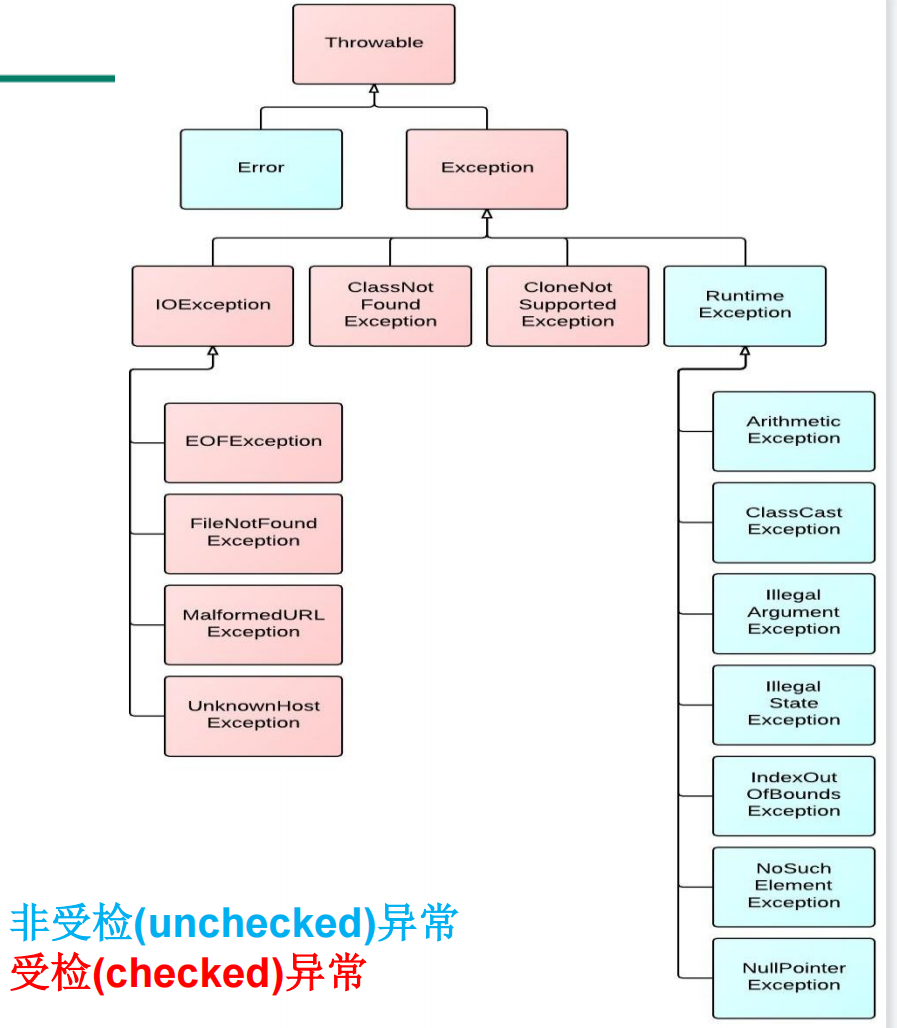 Throwable
Error
Exception
IOException
ClassNot
Found
Exception
CloneNot
Supported
Exception
Runtime
Exception
EOFException
FileNotFound
Exception
MalformedURL
Exception
UnknownHost
Exception
Arithmetic
Exception
ClassCast
Exception
Illegal
Argument
Exception
Illegal
State
Exception
IndexOut
OfBounds
Exception
NoSuch
Element
Exception
NullPointer
Exception
非受检(unchecked)异常
受检(checked)异常